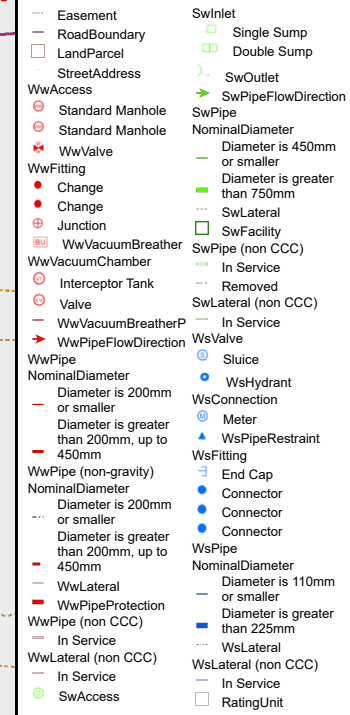 Easement
RoadBoundary
LandParcel
StreetAddress
WwAccess
Standard Manhole
Standard Manhole
WwValve
WwFitting
Change
Change
Junction
BU WwVacuumBreather
WwVacuumChamber
Interceptor Tank
Valve
WwVacuumBreatherP
WwPipeFlowDirection
WwPipe
NominalDiameter
Diameter is 200mm
or smaller
Diameter is greater
than 200mm, up to
450mm
WwPipe (non-gravity)
NominalDiameter
Diameter is 200mm
or smaller
Diameter is greater
than 200mm, up to
450mm
WwLateral
WwPipeProtection
WwPipe (non CCC)
In Service
WwLateral (non CCC)
In Service
SwAccess
SwInlet
Single Sump
Double Sump
SwOutlet
SwPipeFlowDirection
SwPipe
NominalDiameter
Diameter is 450mm
or smaller
Diameter is greater
than 750mm
SwLateral
SwFacility
SwPipe (non CCC)
In Service
Removed
SwLateral (non CCC)
In Service
WsValve
S Sluice
WsHydrant
WsConnection
M Meter
WsPipeRestraint
WsFitting
End Cap
Connector
Connector
Connector
WsPipe
NominalDiameter
Diameter is 110mm
or smaller
Diameter is greater
than 225mm
WsLateral
WsLateral (non CCC)
In Service
RatingUnit